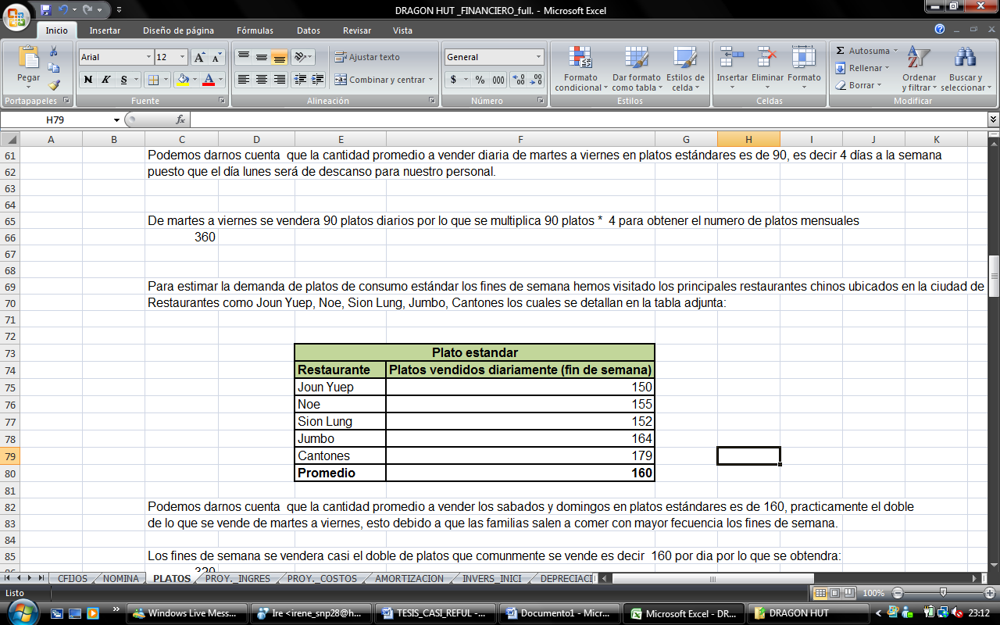 DRAGON HUT _FINANCIERO_full. - Microsoft Excel
Inicio Insertar Diseño de página Fórmulas Datos Revisar Vista
Pegar
Portapapeles
Arial 12
N K S
Fuente
Ajustar texto
Combinar y centrar
Alineación
General
$ % 000
Número
Formato condicional
Dar formato como tabla
Estilos de celda
Estilos
Insertar Eliminar Formato
Celdas
Autosuma
Rellenar
Borrar
Ordenar y filtrar
Buscar y seleccionar
Modificar
H79 fx
A B C D E F G H I J K
61 Podemos darnos cuenta que la cantidad promedio a vender diaria de martes a viernes en platos estándares es de 90, es decir 4 días a la semana
62 puesto que el día lunes será de descanso para nuestro personal.
63
64
65 De martes a viernes se vendera 90 platos diarios por lo que se multiplica 90 platos * 4 para obtener el numero de platos mensuales
66 360
67
68
69 Para estimar la demanda de platos de consumo estándar los fines de semana hemos visitado los principales restaurantes chinos ubicados en la ciudad de
70 Restaurantes como Joun Yuep, Noe, Sion Lung, Jumbo, Cantones los cuales se detallan en la tabla adjunta:
71
72
73 Plato estandar
74 Restaurante Platos vendidos diariamente (fin de semana)
75 Joun Yuep 150
76 Noe 155
77 Sion Lung 152
78 Jumbo 164
79 Cantones 179
80 Promedio 160
81
82 Podemos darnos cuenta que la cantidad promedio a vender los sabados y domingos en platos estándares es de 160, practicamente el doble
83 de lo que se vende de martes a viernes, esto debido a que las familias salen a comer con mayor fecuencia los fines de semana.
84
85 Los fines de semana se vendera casi el doble de platos que comunmente se vende es decir 160 por dia por lo que se obtendra:
86 320
CFIJOS NOMINA PLATOS PROY._INGRES PROY._COSTOS AMORTIZACION INVERS_INICI DEPRECIACI
Listo 100%
Windows Live Mess... Ire <irene_snp28@h... TESIS_CASI_REFUL -... Documento1 - Micr... Microsoft Excel - DR... DRAGON HUT 23:12